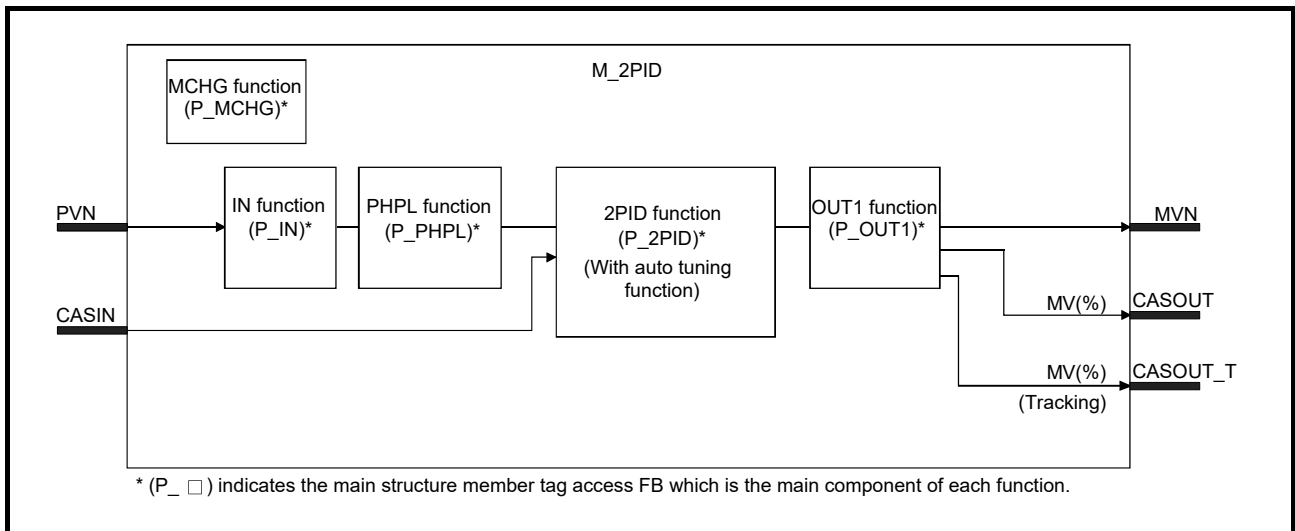 M_2PID
MCHG function
(P_MCHG)*
IN function
(P_IN)*
PHPL function
(P_PHPL)*
2PID function
(P_2PID)*
(With auto tuning
function)
OUT1 function
(P_OUT1)*
PVN
MVN
CASIN
MV(%)
CASOUT
MV(%)
CASOUT_T
(Tracking)
* (P_ □ ) indicates the main structure member tag access FB which is the main component of each function.